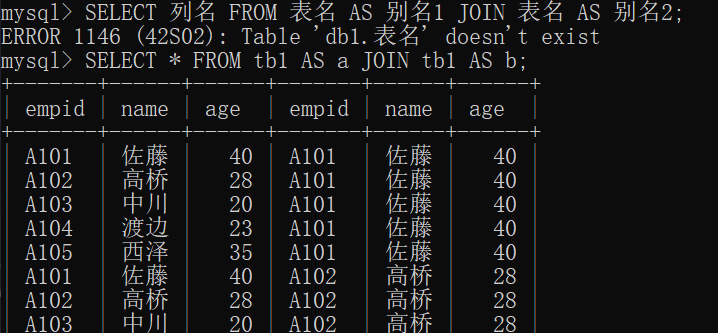 mysql> SELECT 列名 FROM 表名 AS 别名1 JOIN 表名 AS 别名2;
ERROR 1146 (42S02): Table 'db1.表名' doesn't exist
mysql> SELECT * FROM tb1 AS a JOIN tb1 AS b;
+-------+------+------+-------+------+------+
| empid | name | age  | empid | name | age  |
+-------+------+------+-------+------+------+
| A101  | 佐藤 |   40 | A101  | 佐藤 |   40 |
| A102  | 高桥 |   28 | A101  | 佐藤 |   40 |
| A103  | 中川 |   20 | A101  | 佐藤 |   40 |
| A104  | 渡边 |   23 | A101  | 佐藤 |   40 |
| A105  | 西泽 |   35 | A101  | 佐藤 |   40 |
| A101  | 佐藤 |   40 | A102  | 高桥 |   28 |
| A102  | 高桥 |   28 | A102  | 高桥 |   28 |
| A103  | 中川 |   20 | A102  | 高桥 |   28 |